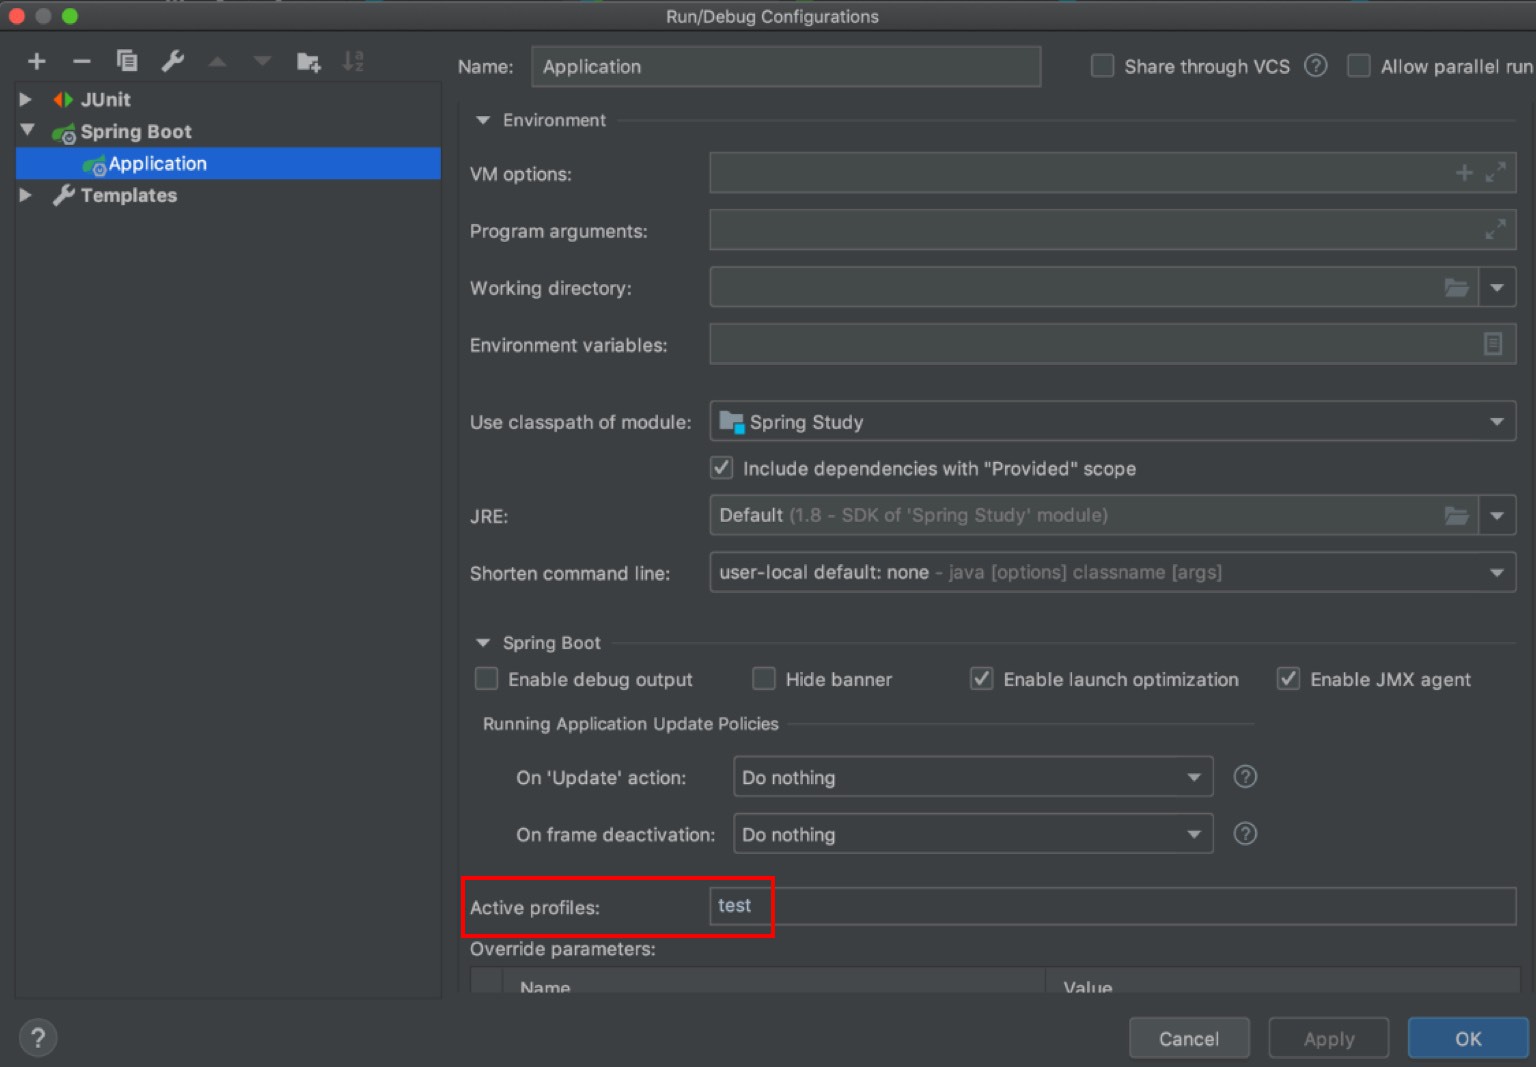 Run/Debug Configurations
Name: Application Share through VCS ? Allow parallel run
JUnit
Spring Boot
Application
Templates
Environment
VM options:
Program arguments:
Working directory:
Environment variables:
Use classpath of module: Spring Study
Include dependencies with "Provided" scope
JRE: Default (1.8 - SDK of 'Spring Study' module)
Shorten command line: user-local default: none - java [options] classname [args]
Spring Boot
Enable debug output Hide banner Enable launch optimization Enable JMX agent
Running Application Update Policies
On 'Update' action: Do nothing ?
On frame deactivation: Do nothing ?
Active profiles: test
Override parameters:
Name Value
? Cancel Apply OK